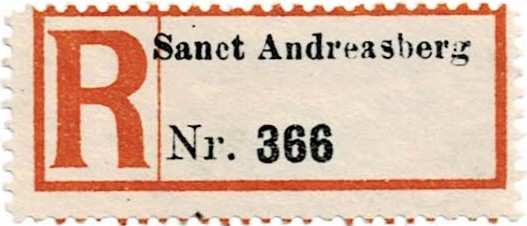 R
Sanct Andreasberg
Nr. 366